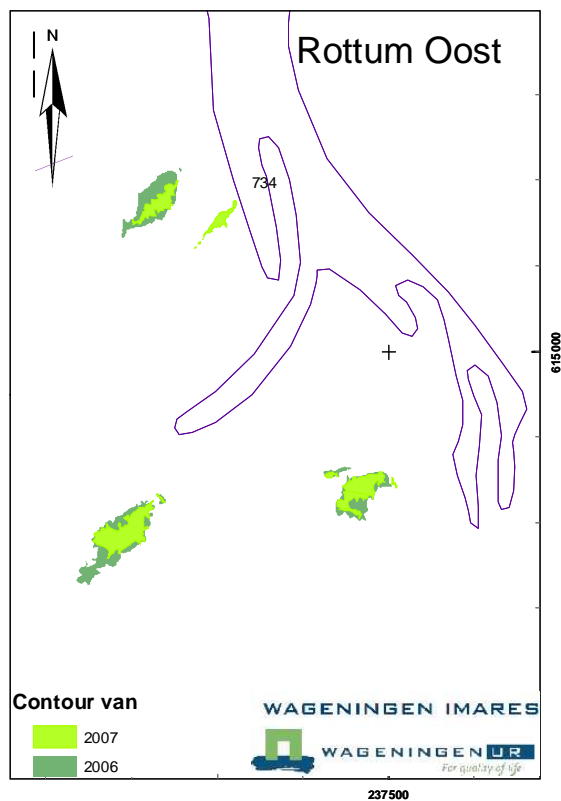 Rottum Oost
N
734
615000
Contour van
2007
2006
WAGENINGEN IMARES
WAGENINGEN UR
For quality of life
237500